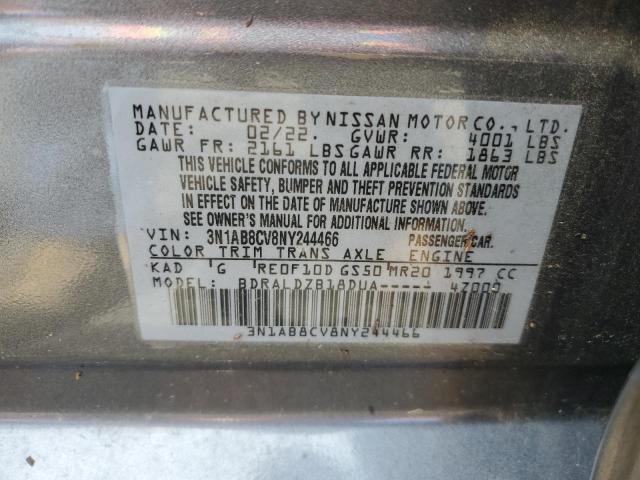 MANUFACTURED BY NISSAN MOTOR CO., LTD.
DATE: 02/22. GVWR: 4001 LBS
GAWR FR: 2161 LBS GAWR RR: 1863 LBS
THIS VEHICLE CONFORMS TO ALL APPLICABLE FEDERAL MOTOR
VEHICLE SAFETY, BUMPER AND THEFT PREVENTION STANDARDS
IN EFFECT ON THE DATE OF MANUFACTURE SHOWN ABOVE.
SEE OWNER'S MANUAL FOR ADDITIONAL INFORMATION.
VIN: 3N1AB8CV8NY244466 PASSENGER CAR.
COLOR TRIM TRANS AXLE ENGINE
KAD G RE0F10D GS50 MR20 1997 CC
MODEL: BDRALDZB18DUA----- 4Z009
3N1AB8CV8NY244466